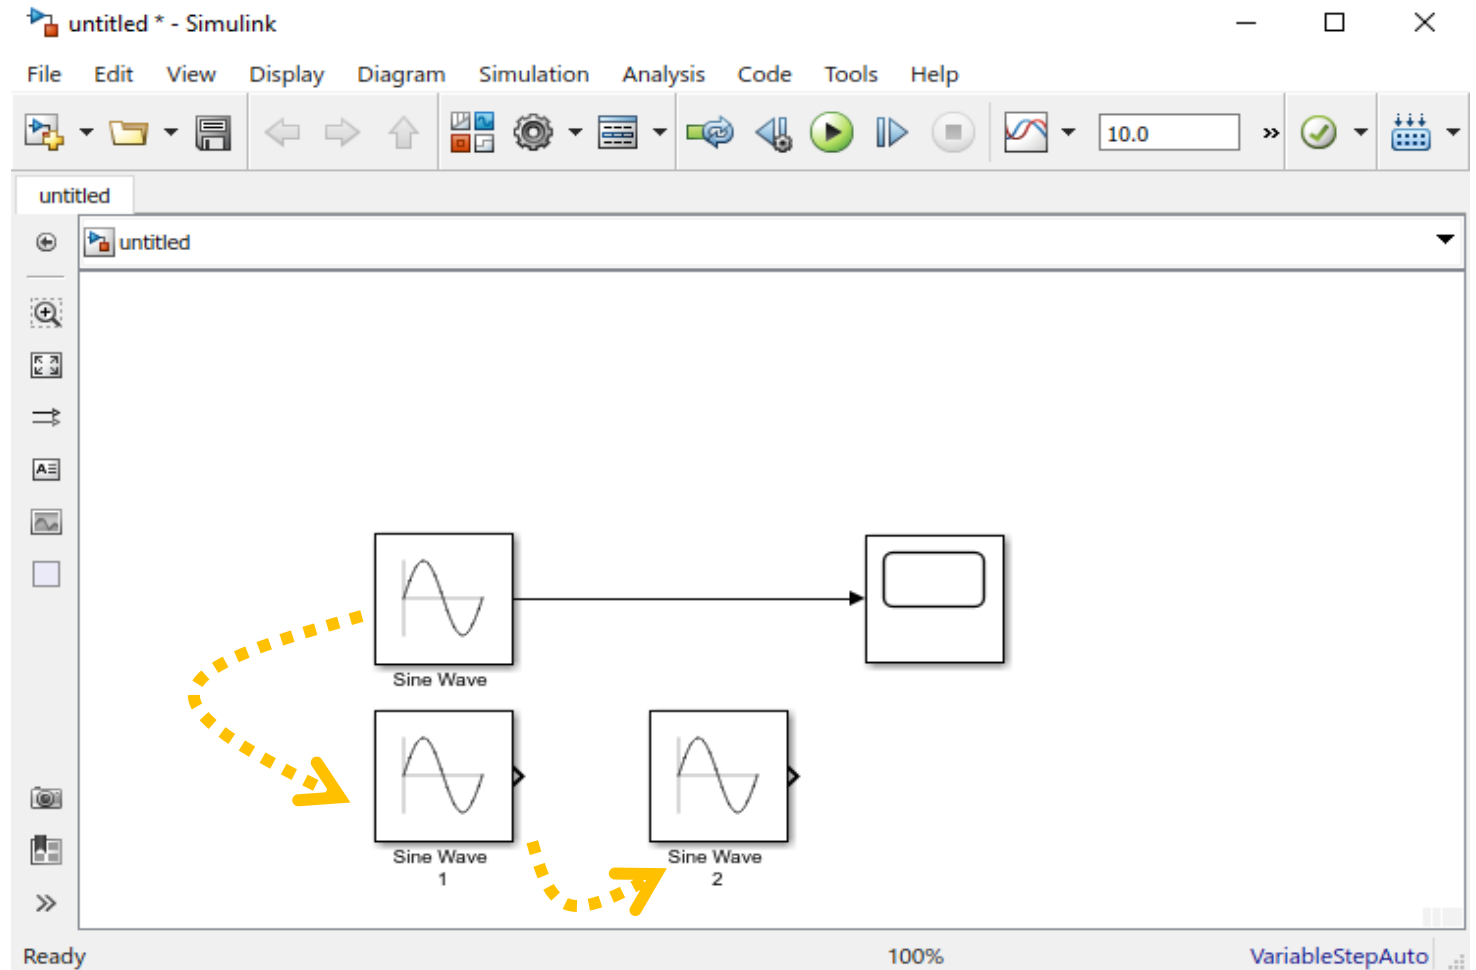 untitled * - Simulink
File Edit View Display Diagram Simulation Analysis Code Tools Help
10.0
untitled
untitled
Sine Wave
Sine Wave
1
Sine Wave
2
Ready 100% VariableStepAuto